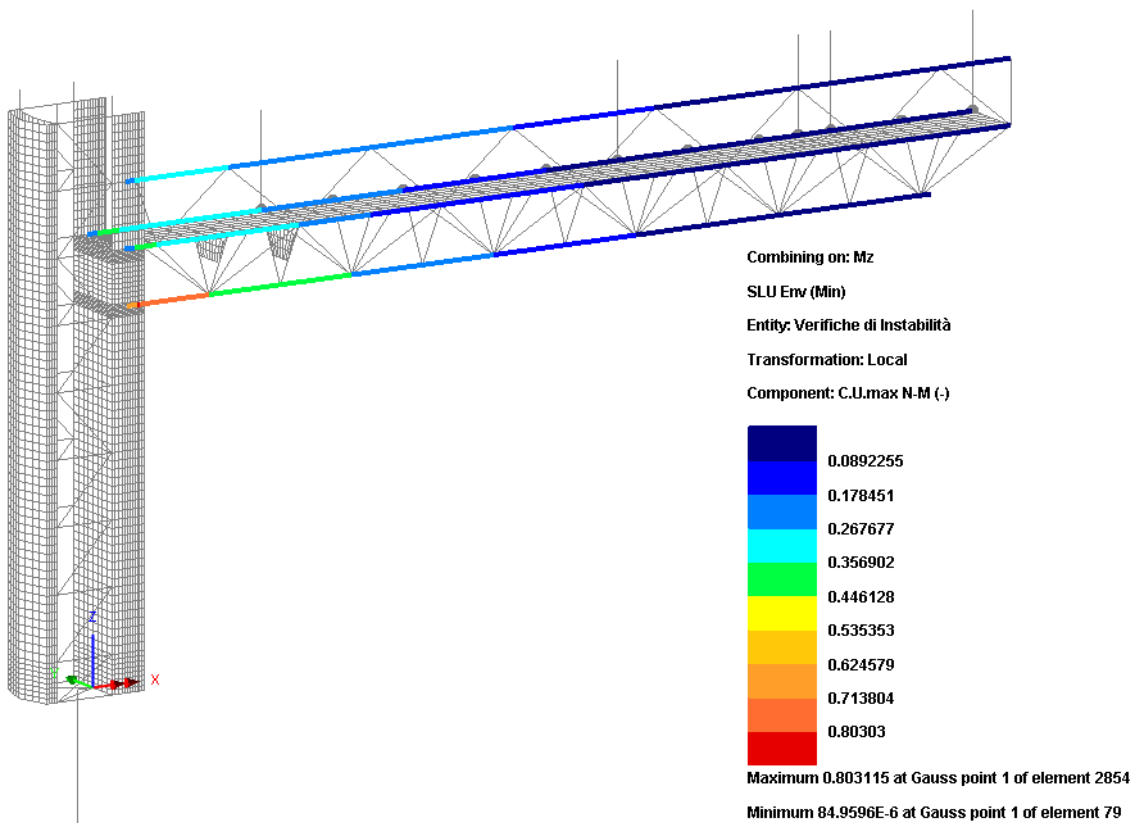 Z
Y
X
Combining on: Mz
SLU Env (Min)
Entity: Verifiche di Instabilità
Transformation: Local
Component: C.U.max N-M (-)
0.0892255
0.178451
0.267677
0.356902
0.446128
0.535353
0.624579
0.713804
0.80303
Maximum 0.803115 at Gauss point 1 of element 2854
Minimum 84.9596E-6 at Gauss point 1 of element 79